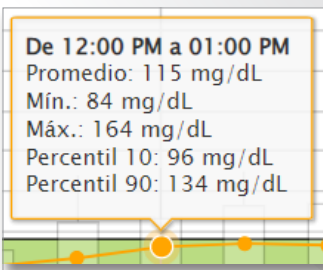 De 12:00 PM a 01:00 PM
Promedio: 115 mg/dL
Mín.: 84 mg/dL
Máx.: 164 mg/dL
Percentil 10: 96 mg/dL
Percentil 90: 134 mg/dL